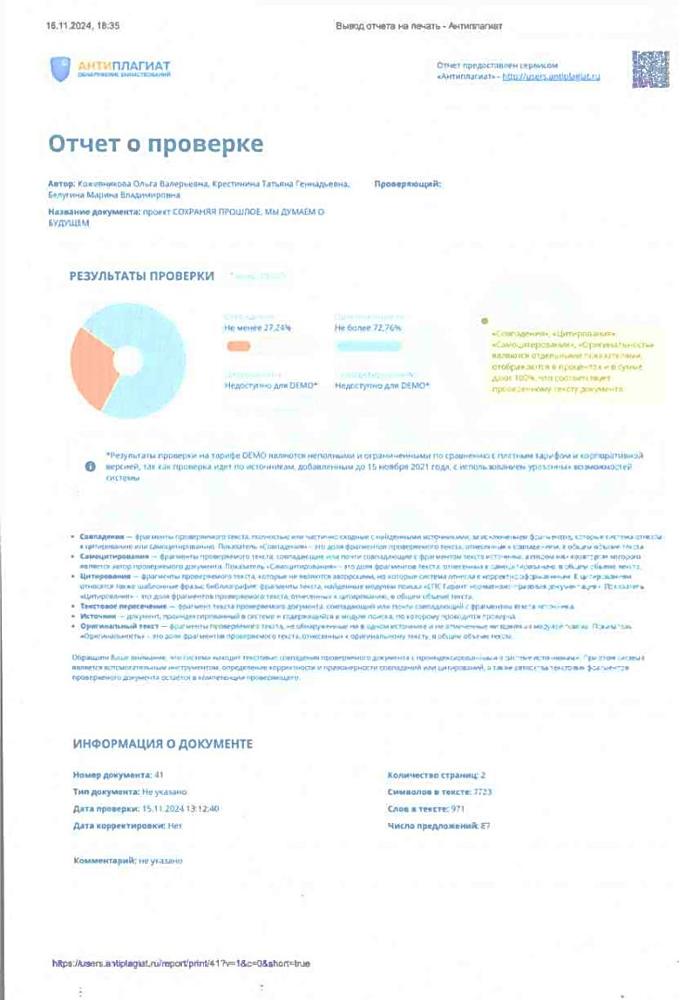 16.11.2024, 18:35
Вывод отчета на печать - Антиплагиат
АНТИПЛАГИАТ
ОБНАРУЖЕНИЕ ЗАИМСТВОВАНИЙ
Отчет предоставлен сервисом
«Антиплагиат» - http://users.antiplagiat.ru
Отчет о проверке
Автор: Кожевникова Ольга Валерьевна, Крестинина Татьяна Геннадьевна,
Белугина Марина Владимировна
Проверяющий:
Название документа: проект СОХРАНЯЯ ПРОШЛОЕ, МЫ ДУМАЕМ О
БУДУЩЕМ
РЕЗУЛЬТАТЫ ПРОВЕРКИ
Совпадения:
Не менее 27,24%
Оригинальность:
Не более 72,76%
Цитирования:
Недоступно для DEMO*
Самоцитирования:
Недоступно для DEMO*
«Совпадения», «Цитирования»,
«Самоцитирования», «Оригинальность»
являются отдельными показателями,
отображаются в процентах и в сумме
дают 100%, что соответствует
проверенному тексту документа.
*Результаты проверки на тарифе DEMO являются неполными и ограниченными по сравнению с платным тарифом и корпоративной
версией, так как проверка идет по источникам, добавленным до 15 ноября 2021 года, с использованием урезанных возможностей
системы
• Совпадения — фрагменты проверяемого текста, полностью или частично сходные с найденными источниками, за исключением фрагментов, которые система отнесла
к цитированию или самоцитированию. Показатель «Совпадения» – это доля фрагментов проверяемого текста, отнесенных к совпадениям, в общем объеме текста.
• Самоцитирования — фрагменты проверяемого текста, совпадающие или почти совпадающие с фрагментом текста источника, автором или соавтором которого
является автор проверяемого документа. Показатель «Самоцитирования» – это доля фрагментов текста, отнесенных к самоцитированию, в общем объеме текста.
• Цитирования — фрагменты проверяемого текста, которые не являются авторскими, но которые система отнесла к корректно оформленным. К цитированиям
относятся также шаблонные фразы; библиография; фрагменты текста, найденные модулем поиска «СПС Гарант: нормативно-правовая документация». Показатель
«Цитирования» – это доля фрагментов проверяемого текста, отнесенных к цитированию, в общем объеме текста.
• Текстовое пересечение — фрагмент текста проверяемого документа, совпадающий или почти совпадающий с фрагментом текста источника.
• Источник — документ, проиндексированный в системе и содержащийся в модуле поиска, по которому проводится проверка.
• Оригинальный текст — фрагменты проверяемого текста, не обнаруженные ни в одном источнике и не отмеченные ни одним из модулей поиска. Показатель
«Оригинальность» – это доля фрагментов проверяемого текста, отнесенных к оригинальному тексту, в общем объеме текста.
Обращаем Ваше внимание, что система находит текстовые совпадения проверяемого документа с проиндексированными в системе источниками. При этом система
является вспомогательным инструментом, определение корректности и правомерности совпадений или цитирований, а также авторства текстовых фрагментов
проверяемого документа остается в компетенции проверяющего.
ИНФОРМАЦИЯ О ДОКУМЕНТЕ
Номер документа: 41
Тип документа: Не указано
Дата проверки: 15.11.2024 13:12:40
Дата корректировки: Нет
Количество страниц: 2
Символов в тексте: 7723
Слов в тексте: 971
Число предложений: 87
Комментарий: не указано
https://users.antiplagiat.ru/report/print/41?v=1&c=0&short=true